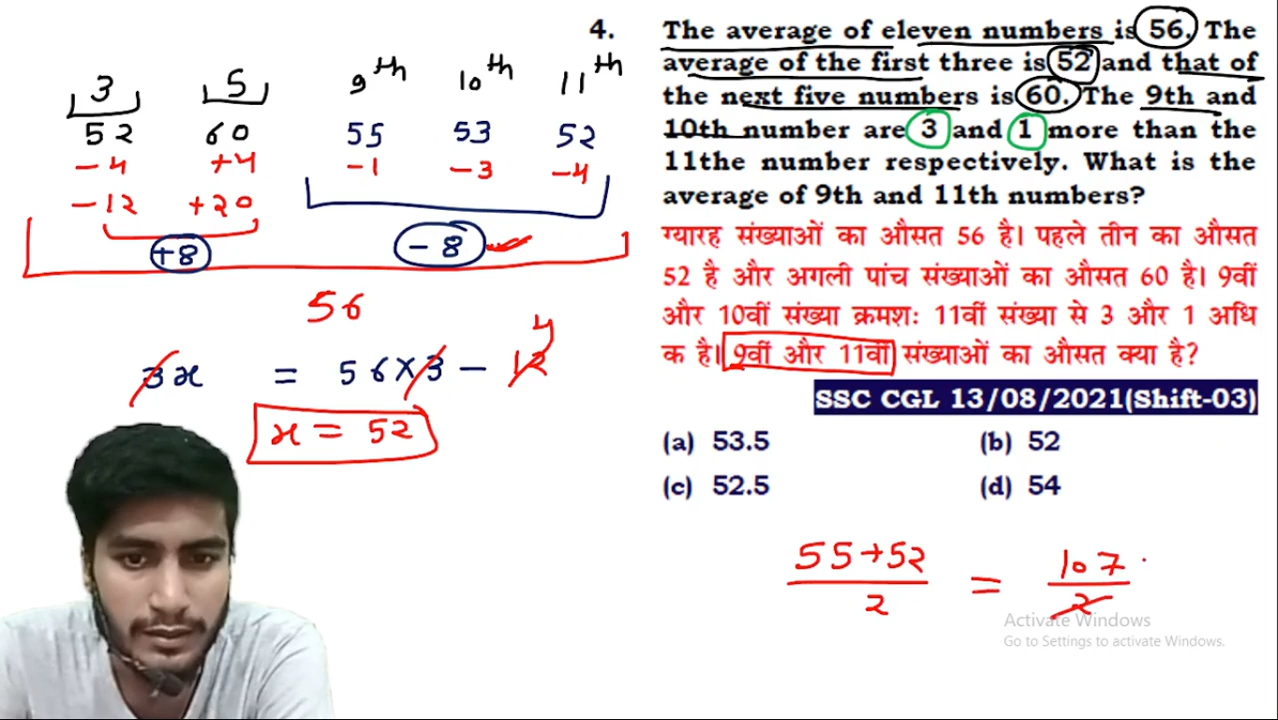 4. The average of eleven numbers is 56. The
average of the first three is 52 and that of
the next five numbers is 60. The 9th and
10th number are 3 and 1 more than the
11the number respectively. What is the
average of 9th and 11th numbers?
ग्यारह संख्याओं का औसत 56 है। पहले तीन का औसत
52 है और अगली पांच संख्याओं का औसत 60 है। 9वीं
और 10वीं संख्या क्रमशः 11वीं संख्या से 3 और 1 अधि
क है। 9वीं और 11वीं संख्याओं का औसत क्या है?
SSC CGL 13/08/2021(Shift-03)
(a) 53.5 (b) 52
(c) 52.5 (d) 54
3 5 9th 10th 11th
52 60 55 53 52
-4 +4 -1 -3 -4
-12 +20
+8 -8
56
3x = 56×3 - 12 4
x = 52
55+52 / 2 = 107 / 2
Activate Windows
Go to Settings to activate Windows.